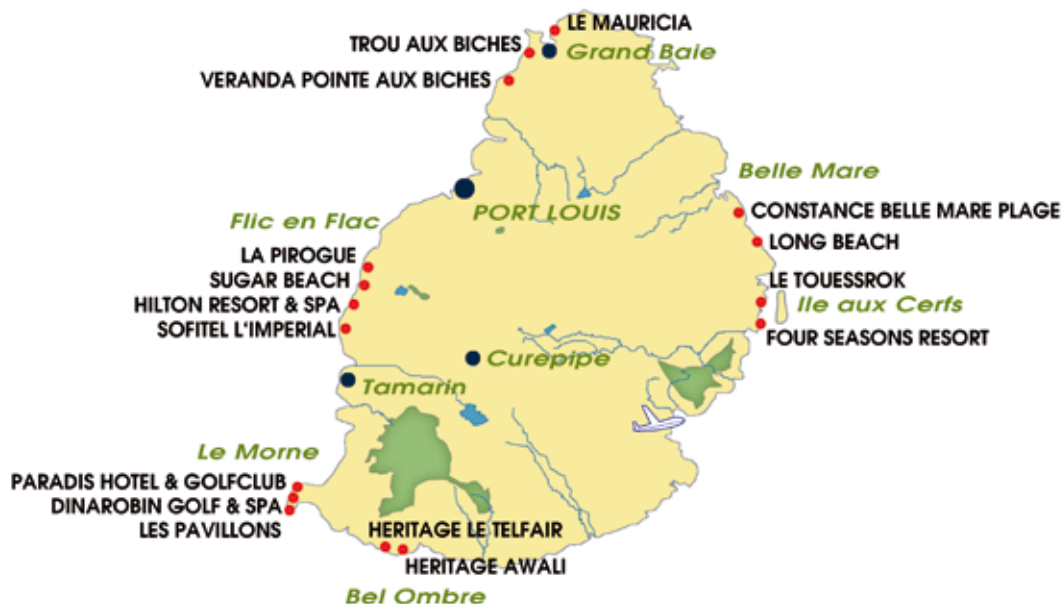 LE MAURICIA
TROU AUX BICHES
Grand Baie
VERANDA POINTE AUX BICHES
Belle Mare
PORT LOUIS
Flic en Flac
CONSTANCE BELLE MARE PLAGE
LONG BEACH
LA PIROGUE
SUGAR BEACH
LE TOUESSROK
HILTON RESORT & SPA
Ile aux Cerfs
SOFITEL L'IMPERIAL
FOUR SEASONS RESORT
Curepipe
Tamarin
Le Morne
PARADIS HOTEL & GOLFCLUB
DINAROBIN GOLF & SPA
LES PAVILLONS
HERITAGE LE TELFAIR
HERITAGE AWALI
Bel Ombre